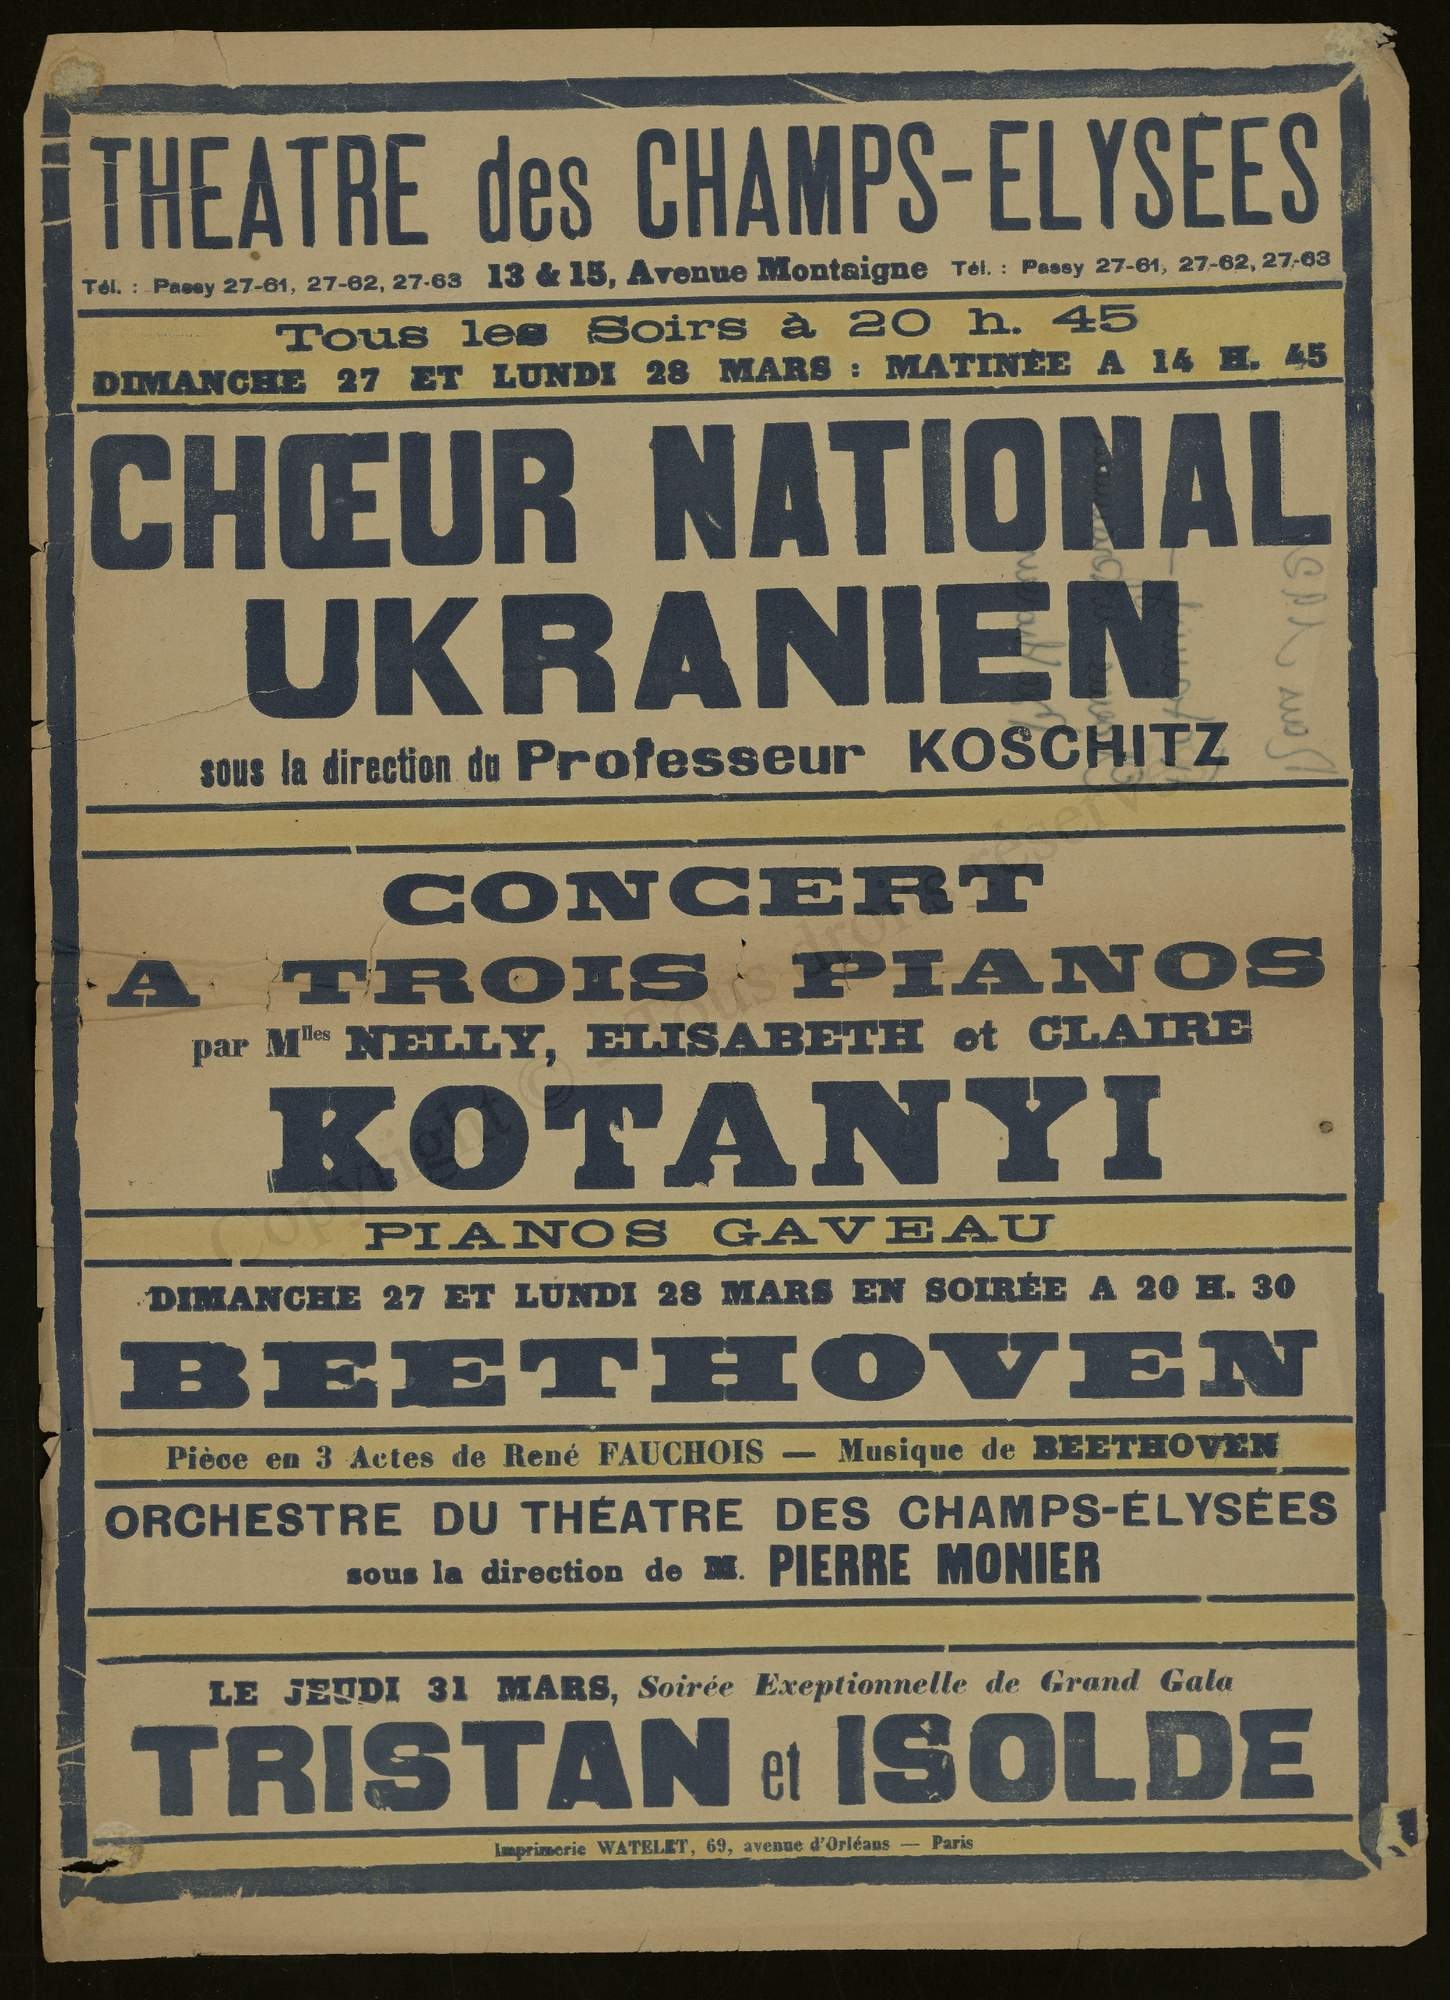 THEATRE des CHAMPS-ELYSÉES
Tél. : Passy 27-61, 27-62, 27-63 13 & 15, Avenue Montaigne Tél. : Passy 27-61, 27-62, 27-63
Tous les Soirs à 20 h. 45
DIMANCHE 27 ET LUNDI 28 MARS : MATINÉE A 14 H. 45
CHŒUR NATIONAL
UKRANIEN
sous la direction du Professeur KOSCHITZ
CONCERT
A TROIS PIANOS
par Mlles NELLY, ELISABETH et CLAIRE
KOTANYI
PIANOS GAVEAU
DIMANCHE 27 ET LUNDI 28 MARS EN SOIRÉE A 20 H. 30
BEETHOVEN
Pièce en 3 Actes de René FAUCHOIS — Musique de BEETHOVEN
ORCHESTRE DU THÉATRE DES CHAMPS-ÉLYSÉES
sous la direction de M. PIERRE MONIER
LE JEUDI 31 MARS, Soirée Exeptionnelle de Grand Gala
TRISTAN et ISOLDE
Imprimerie WATELET, 69, avenue d'Orléans — Paris
Copyright © - Tous droits réservés